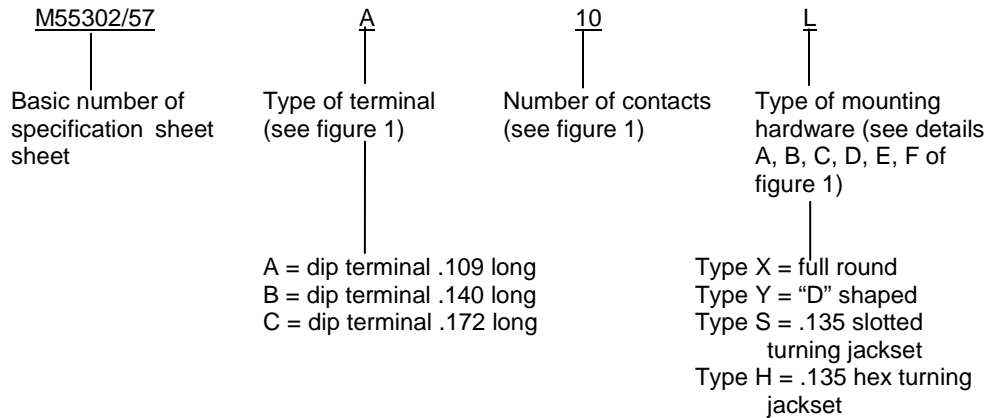 M55302/57 A 10 L
Basic number of
specification sheet
sheet
Type of terminal
(see figure 1)
Number of contacts
(see figure 1)
Type of mounting
hardware (see details
A, B, C, D, E, F of
figure 1)
A = dip terminal .109 long
B = dip terminal .140 long
C = dip terminal .172 long
Type X = full round
Type Y = “D” shaped
Type S = .135 slotted
turning jackset
Type H = .135 hex turning
jackset